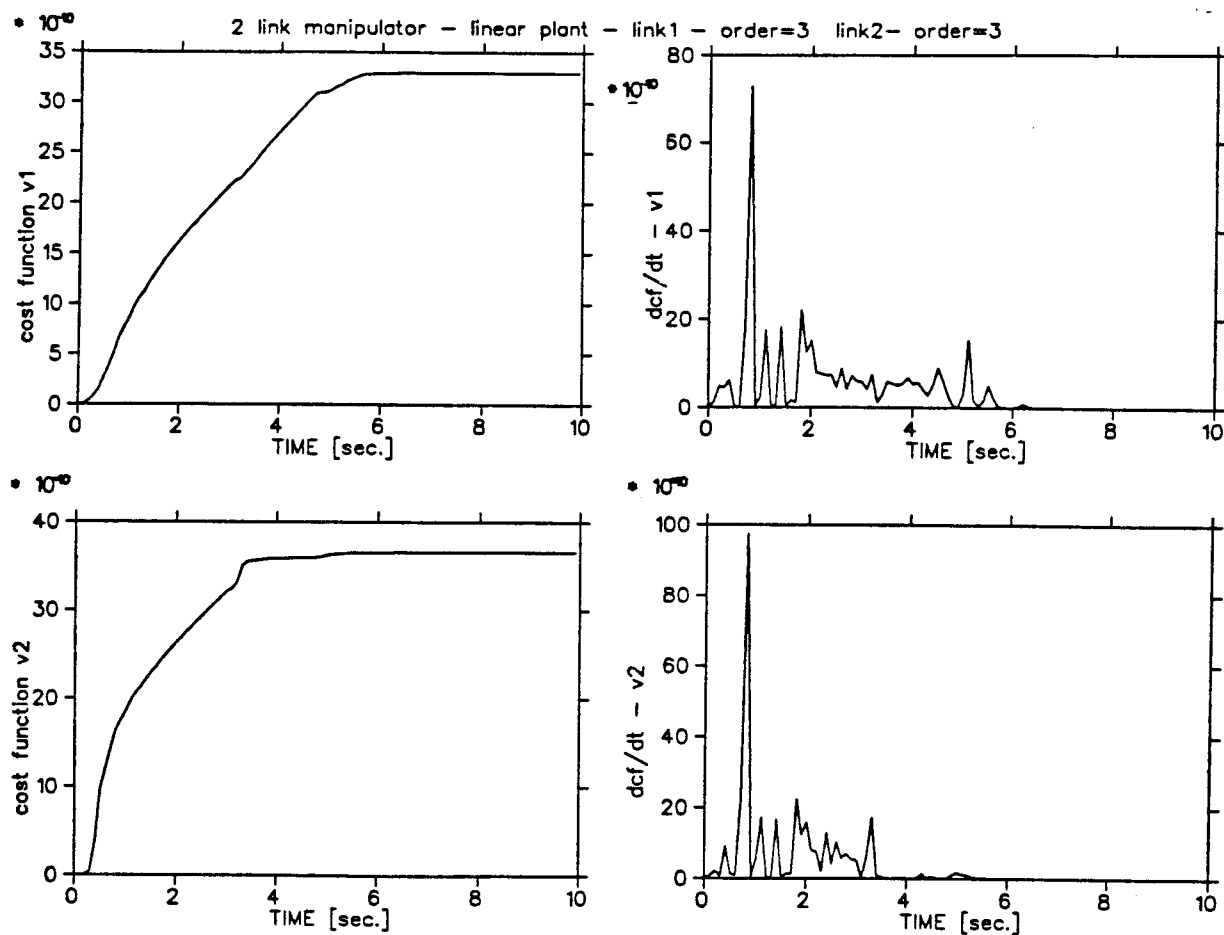 2 link manipulator – linear plant – link1 – order=3 link2– order=3
* 10⁻¹⁰
35
30
25
20
15
10
5
0
cost function v1
0 2 4 6 8 10
TIME [sec.]
* 10⁻¹⁰
80
60
40
20
0
dcf/dt – v1
0 2 4 6 8 10
TIME [sec.]
* 10⁻¹⁰
40
30
20
10
0
cost function v2
0 2 4 6 8 10
TIME [sec.]
* 10⁻¹⁰
100
80
60
40
20
0
dcf/dt – v2
0 2 4 6 8 10
TIME [sec.]